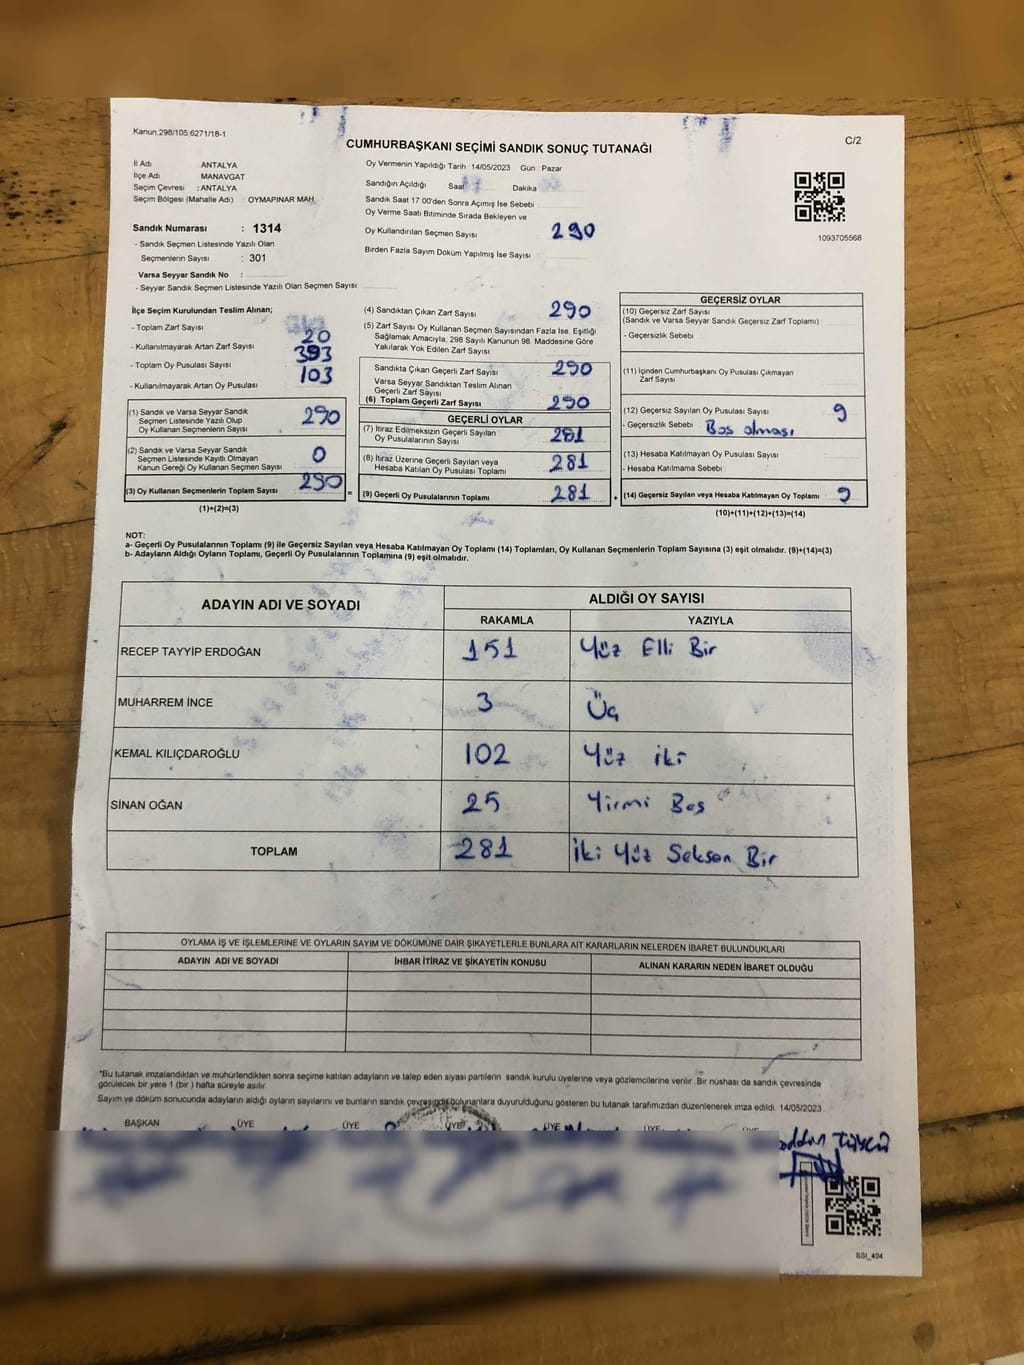 Kanun.298/105.6271/18-1
C/2
CUMHURBAŞKANI SEÇİMİ SANDIK SONUÇ TUTANAĞI
İl Adı ANTALYA
İlçe Adı MANAVGAT
Seçim Çevresi : ANTALYA
Seçim Bölgesi (Mahalle Adı) OYMAPINAR MAH.
Oy Vermenin Yapıldığı Tarih 14/05/2023 Gün Pazar
Sandığın Açıldığı Saat Dakika
Sandık Saat 17:00'den Sonra Açımış İse Sebebi
Oy Verme Saati Bitiminde Sırada Bekleyen ve
Oy Kullandırılan Seçmen Sayısı 290
Birden Fazla Sayım Döküm Yapılmış İse Sayısı
1093705568
Sandık Numarası : 1314
- Sandık Seçmen Listesinde Yazılı Olan
Seçmenlerin Sayısı : 301
Varsa Seyyar Sandık No :
- Seyyar Sandık Seçmen Listesinde Yazılı Olan Seçmen Sayısı:
İlçe Seçim Kurulundan Teslim Alınan;
- Toplam Zarf Sayısı
- Kullanılmayarak Artan Zarf Sayısı 20
- Toplam Oy Pusulası Sayısı 393
- Kullanılmayarak Artan Oy Pusulası 103
(1) Sandık ve Varsa Seyyar Sandık
Seçmen Listesinde Yazılı Olup
Oy Kullanan Seçmenlerin Sayısı 290
(2) Sandık ve Varsa Seyyar Sandık
Seçmen Listesinde Kayıtlı Olmayan
Kanun Gereği Oy Kullanan Seçmen Sayısı 0
(3) Oy Kullanan Seçmenlerin Toplam Sayısı 290 =
(1)+(2)=(3)
(4) Sandıktan Çıkan Zarf Sayısı 290
(5) Zarf Sayısı Oy Kullanan Seçmen Sayısından Fazla İse, Eşitliği
Sağlamak Amacıyla; 298 Sayılı Kanunun 98. Maddesine Göre
Yakılarak Yok Edilen Zarf Sayısı
Sandıkta Çıkan Geçerli Zarf Sayısı 290
Varsa Seyyar Sandıktan Teslim Alınan
Geçerli Zarf Sayısı
(6) Toplam Geçerli Zarf Sayısı 290
GEÇERLİ OYLAR
(7) İtiraz Edilmeksizin Geçerli Sayılan
Oy Pusulalarının Sayısı 281
(8) İtiraz Üzerine Geçerli Sayılan veya
Hesaba Katılan Oy Pusulası Toplamı 281
(9) Geçerli Oy Pusulalarının Toplamı 281 +
GEÇERSİZ OYLAR
(10) Geçersiz Zarf Sayısı
(Sandık ve Varsa Seyyar Sandık Geçersiz Zarf Toplamı)
- Geçersizlik Sebebi
(11) İçinden Cumhurbaşkanı Oy Pusulası Çıkmayan
Zarf Sayısı
(12) Geçersiz Sayılan Oy Pusulası Sayısı 9
- Geçersizlik Sebebi Boş olması
(13) Hesaba Katılmayan Oy Pusulası Sayısı
- Hesaba Katılmama Sebebi
(14) Geçersiz Sayılan veya Hesaba Katılmayan Oy Toplamı 9
(10)+(11)+(12)+(13)=(14)
NOT:
a- Geçerli Oy Pusulalarının Toplamı (9) ile Geçersiz Sayılan veya Hesaba Katılmayan Oy Toplamı (14) Toplamları, Oy Kullanan Seçmenlerin Toplam Sayısına (3) eşit olmalıdır. (9)+(14)=(3)
b- Adayların Aldığı Oyların Toplamı, Geçerli Oy Pusulalarının Toplamına (9) eşit olmalıdır.
ADAYIN ADI VE SOYADI ALDIĞI OY SAYISI
RAKAMLA YAZIYLA
RECEP TAYYİP ERDOĞAN 151 Yüz Elli Bir
MUHARREM İNCE 3 Üç
KEMAL KILIÇDAROĞLU 102 Yüz iki
SİNAN OĞAN 25 Yirmi Beş
TOPLAM 281 İki Yüz Seksen Bir
OYLAMA İŞ VE İŞLEMLERİNE VE OYLARIN SAYIM VE DÖKÜMÜNE DAİR ŞİKAYETLERLE BUNLARA AİT KARARLARIN NELERDEN İBARET BULUNDUKLARI
ADAYIN ADI VE SOYADI İHBAR İTİRAZ VE ŞİKAYETİN KONUSU ALINAN KARARIN NEDEN İBARET OLDUĞU
*Bu tutanak imzalandıktan ve mühürlendikten sonra seçime katılan adayların ve talep eden siyasi partilerin sandık kurulu üyelerine veya gözlemcilerine verilir. Bir nüshası da sandık çevresinde
görülecek bir yere 1 (bir) hafta süreyle asılır.
Sayım ve döküm sonucunda adayların aldığı oyların sayılarını ve bunların sandık çevresinde bulunanlara duyurulduğunu gösteren bu tutanak tarafımızdan düzenlenerek imza edildi. 14/05/2023
BAŞKAN ÜYE ÜYE ÜYE ÜYE ÜYE
SSI_404